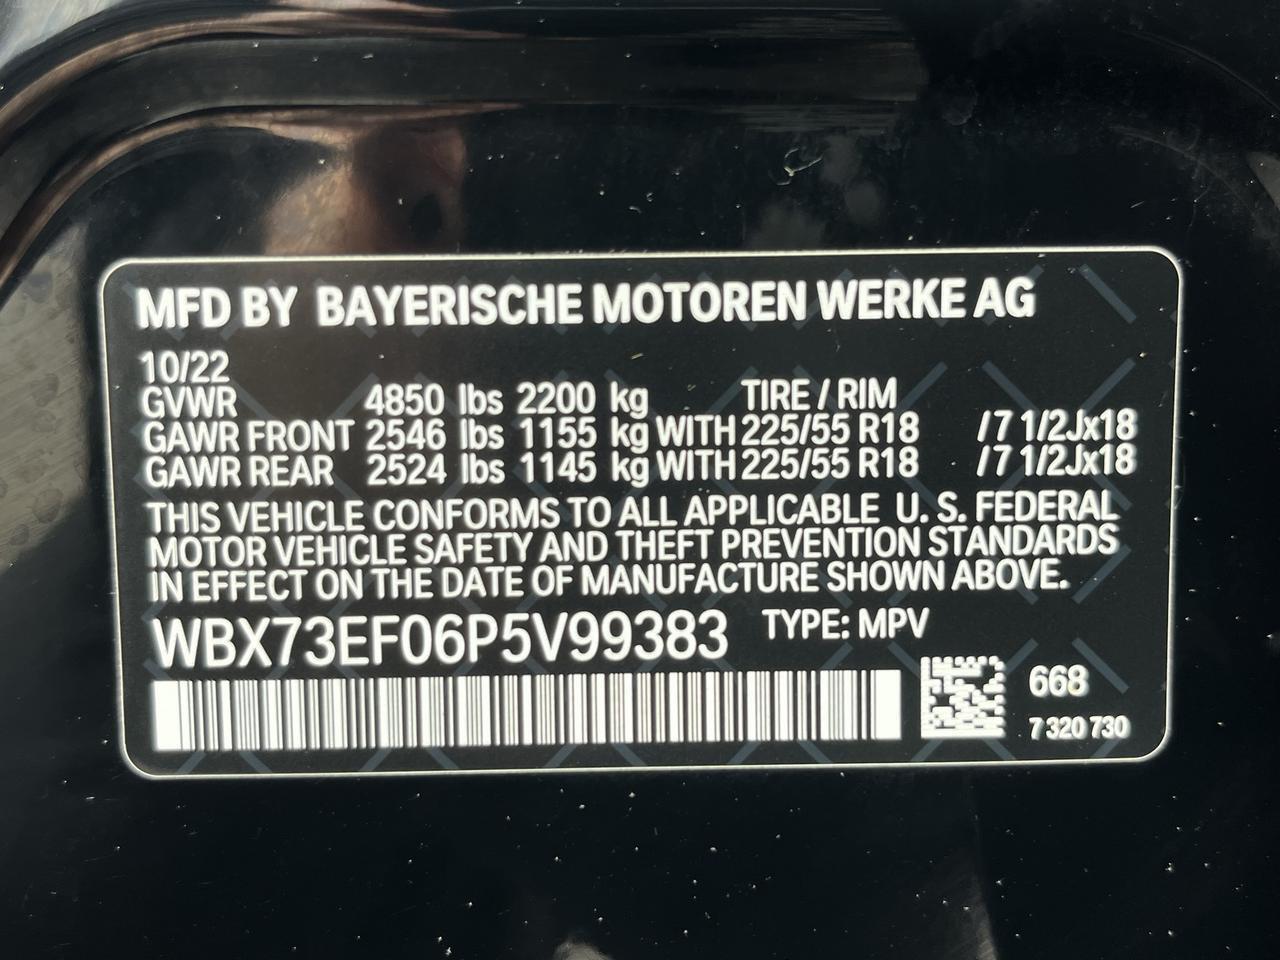 MFD BY BAYERISCHE MOTOREN WERKE AG
10/22
GVWR 4850 lbs 2200 kg TIRE / RIM
GAWR FRONT 2546 lbs 1155 kg WITH 225/55 R18 /7 1/2Jx18
GAWR REAR 2524 lbs 1145 kg WITH 225/55 R18 /7 1/2Jx18
THIS VEHICLE CONFORMS TO ALL APPLICABLE U. S. FEDERAL
MOTOR VEHICLE SAFETY AND THEFT PREVENTION STANDARDS
IN EFFECT ON THE DATE OF MANUFACTURE SHOWN ABOVE.
WBX73EF06P5V99383 TYPE: MPV
668
7 320 730